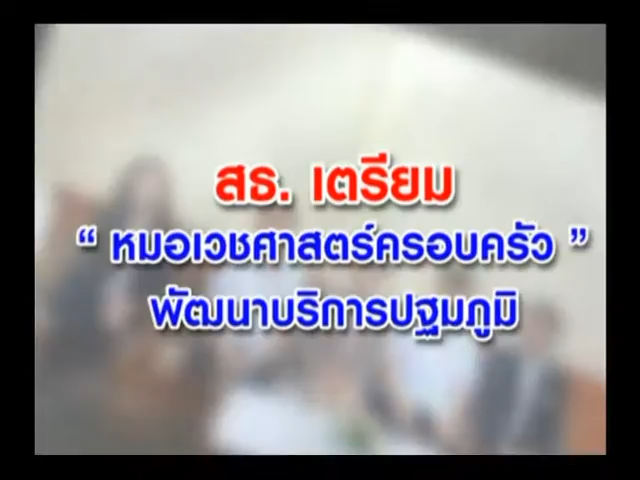 สธ. เตรียม
“ หมอเวชศาสตร์ครอบครัว ”
พัฒนาบริการปฐมภูมิ